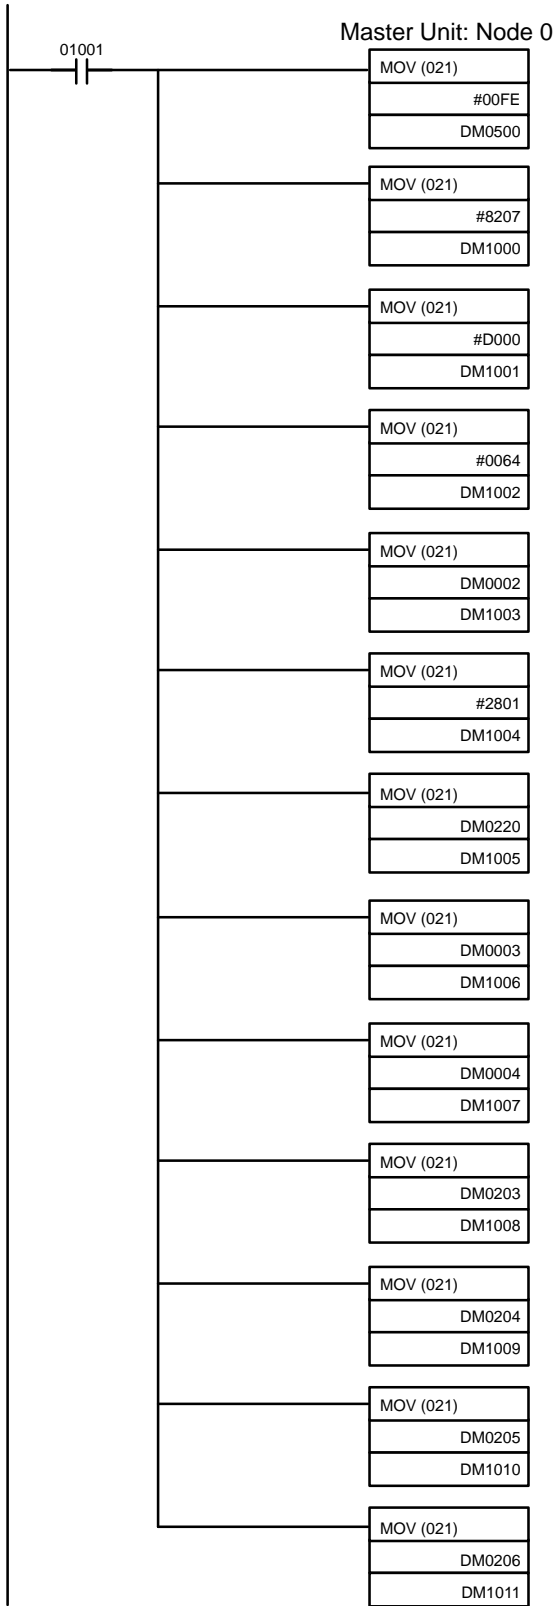 Master Unit: Node 0
01001
MOV (021)
#00FE
DM0500
MOV (021)
#8207
DM1000
MOV (021)
#D000
DM1001
MOV (021)
#0064
DM1002
MOV (021)
DM0002
DM1003
MOV (021)
#2801
DM1004
MOV (021)
DM0220
DM1005
MOV (021)
DM0003
DM1006
MOV (021)
DM0004
DM1007
MOV (021)
DM0203
DM1008
MOV (021)
DM0204
DM1009
MOV (021)
DM0205
DM1010
MOV (021)
DM0206
DM1011